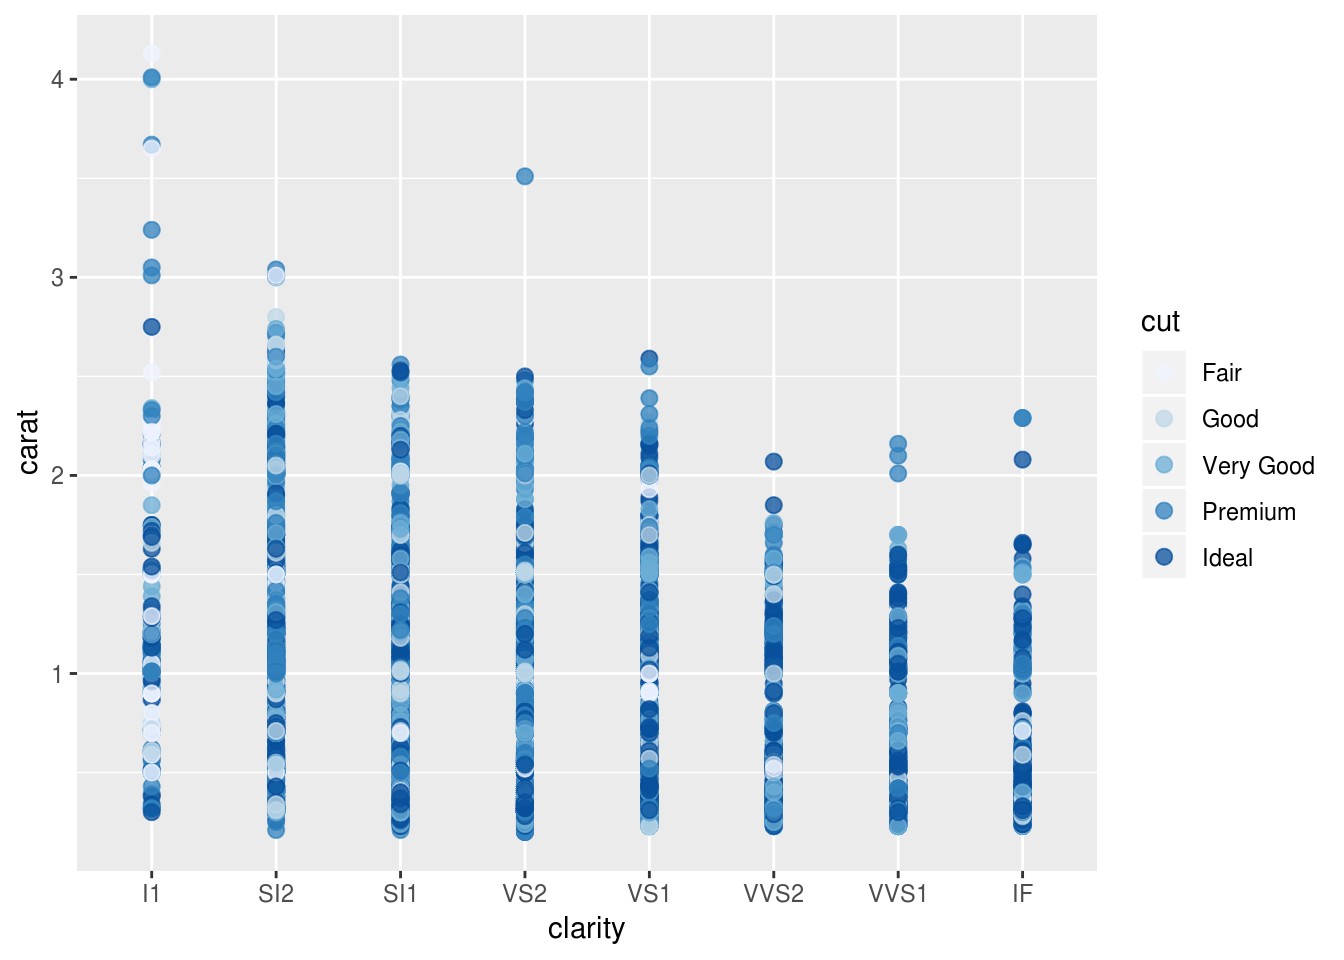 4
3
2
1
carat
I1 SI2 SI1 VS2 VS1 VVS2 VVS1 IF
clarity
cut
Fair
Good
Very Good
Premium
Ideal